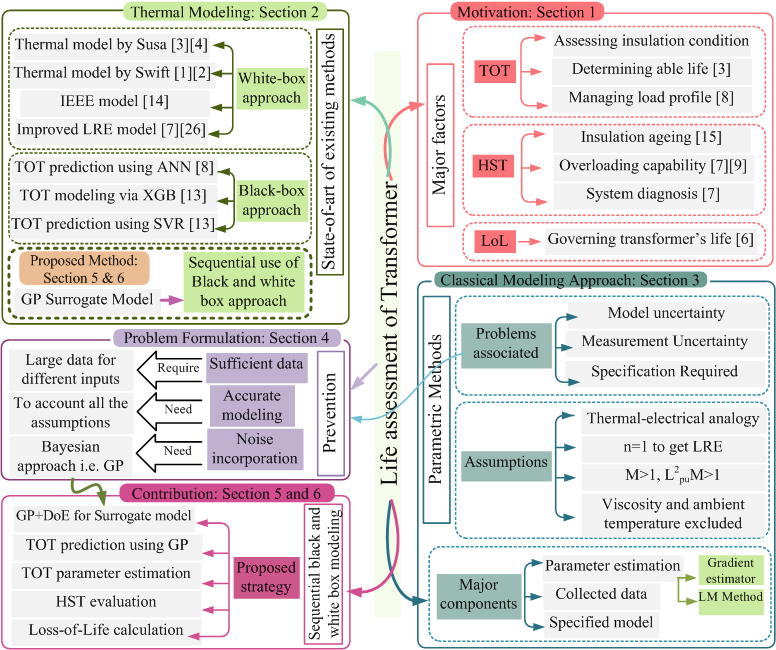 Thermal Modeling: Section 2
Thermal model by Susa [3][4]
Thermal model by Swift [1][2]
IEEE model [14]
Improved LRE model [7][26]
White-box
approach
TOT prediction using ANN [8]
TOT modeling via XGB [13]
TOT prediction using SVR [13]
Black-box
approach
Proposed Method:
Section 5 & 6
GP Surrogate Model
Sequential use of
Black and white
box approach
State-of-art of existing methods
Life assessment of Transformer
Motivation: Section 1
Major factors
TOT
Assessing insulation condition
Determining able life [3]
Managing load profile [8]
HST
Insulation ageing [15]
Overloading capability [7][9]
System diagnosis [7]
LoL
Governing transformer's life [6]
Classical Modeling Approach: Section 3
Parametric Methods
Problems
associated
Model uncertainty
Measurement Uncertainty
Specification Required
Assumptions
Thermal-electrical analogy
n=1 to get LRE
M>1, L²puM>1
Viscosity and ambient
temperature excluded
Major
components
Parameter estimation
Collected data
Specified model
Gradient
estimator
LM Method
Problem Formulation: Section 4
Large data for
different inputs
Require
Sufficient data
To account all the
assumptions
Need
Accurate
modeling
Bayesian
approach i.e. GP
Need
Noise
incorporation
Prevention
Contribution: Section 5 and 6
GP+DoE for Surrogate model
TOT prediction using GP
TOT parameter estimation
HST evaluation
Loss-of-Life calculation
Proposed
strategy
Sequential black and
white box modeling